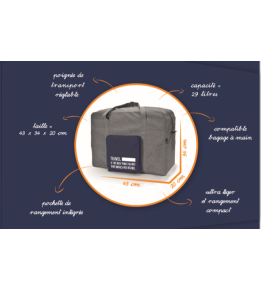 poignée de
transport
réglable
capacité =
29 litres
taille =
43 x 34 x 20 cm
compatible
bagage à main
TRAVEL
34 cm
20 cm
43 cm
pochette de
rangement intégrée
ultra léger
et rangement
compact